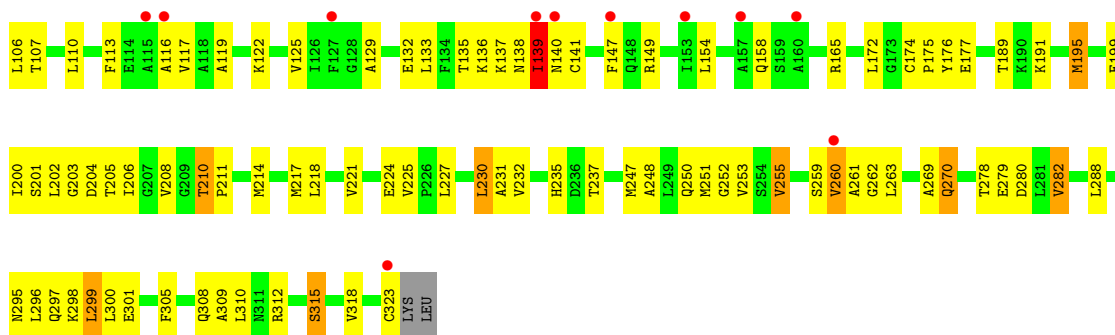 L106 T107 L110 F113 E114 A115 A116 V117 A118 A119 K122 V125 I126 F127 G128 A129 E132 L133 F134 T135 K136 K137 N138 I139 N140 C141 F147 Q148 R149 I153 L154 A157 Q158 S159 A160 R165 L172 G173 C174 P175 Y176 E177 T189 K190 K191 M195 E199
I200 S201 L202 G203 D204 T205 I206 G207 V208 G209 T210 P211 M214 M217 L218 V221 E224 V225 P226 L227 L230 A231 V232 H235 D236 T237 M247 A248 L249 Q250 M251 G252 V253 S254 V255 S259 V260 A261 G262 L263 A269 Q270 T278 E279 D280 L281 V282 L288
N295 L296 Q297 K298 L299 L300 E301 F305 Q308 A309 L310 N311 R312 S315 V318 C323 LYS LEU